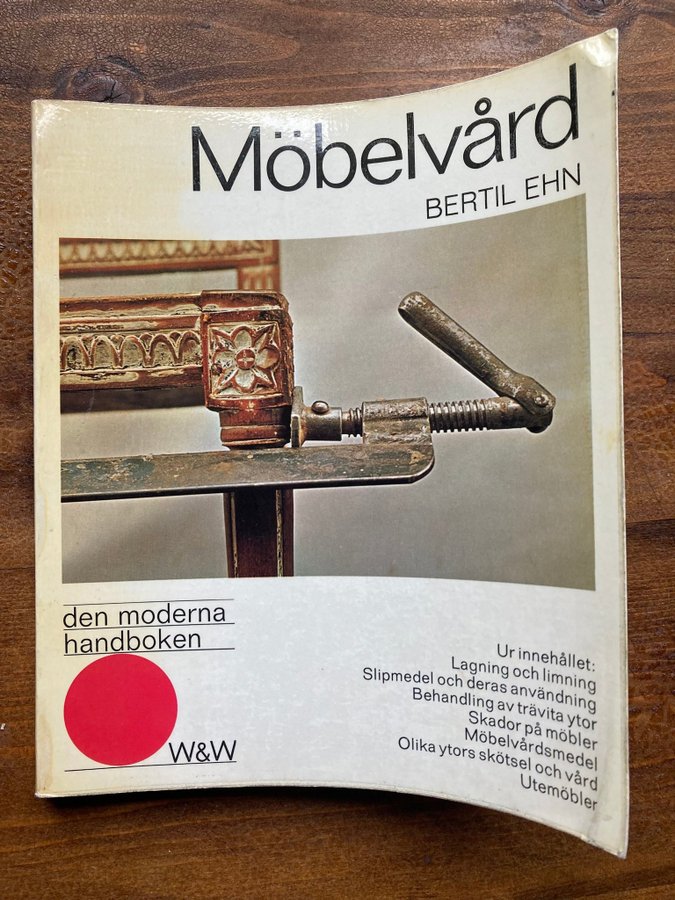 Möbelvård
BERTIL EHN
den moderna
handboken
W&W
Ur innehållet:
Lagning och limning
Slipmedel och deras användning
Behandling av trävita ytor
Skador på möbler
Möbelvårdsmedel
Olika ytors skötsel och vård
Utemöbler